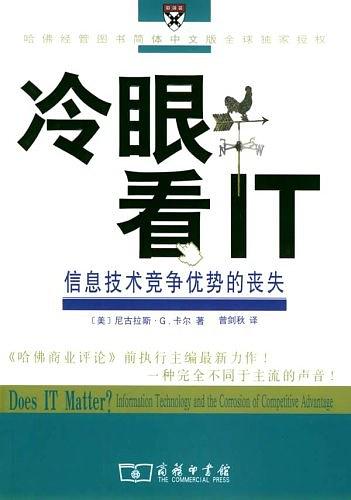 哈佛经管图书简体中文版全球独家授权
冷眼
看IT
信息技术竞争优势的丧失
〔美〕尼古拉斯·G.卡尔 著 曾剑秋 译
《哈佛商业评论》前执行主编最新力作！
一种完全不同于主流的声音！
Does IT Matter? Information Technology and the Corrosion of Competitive Advantage
商务印书馆
The Commercial Press